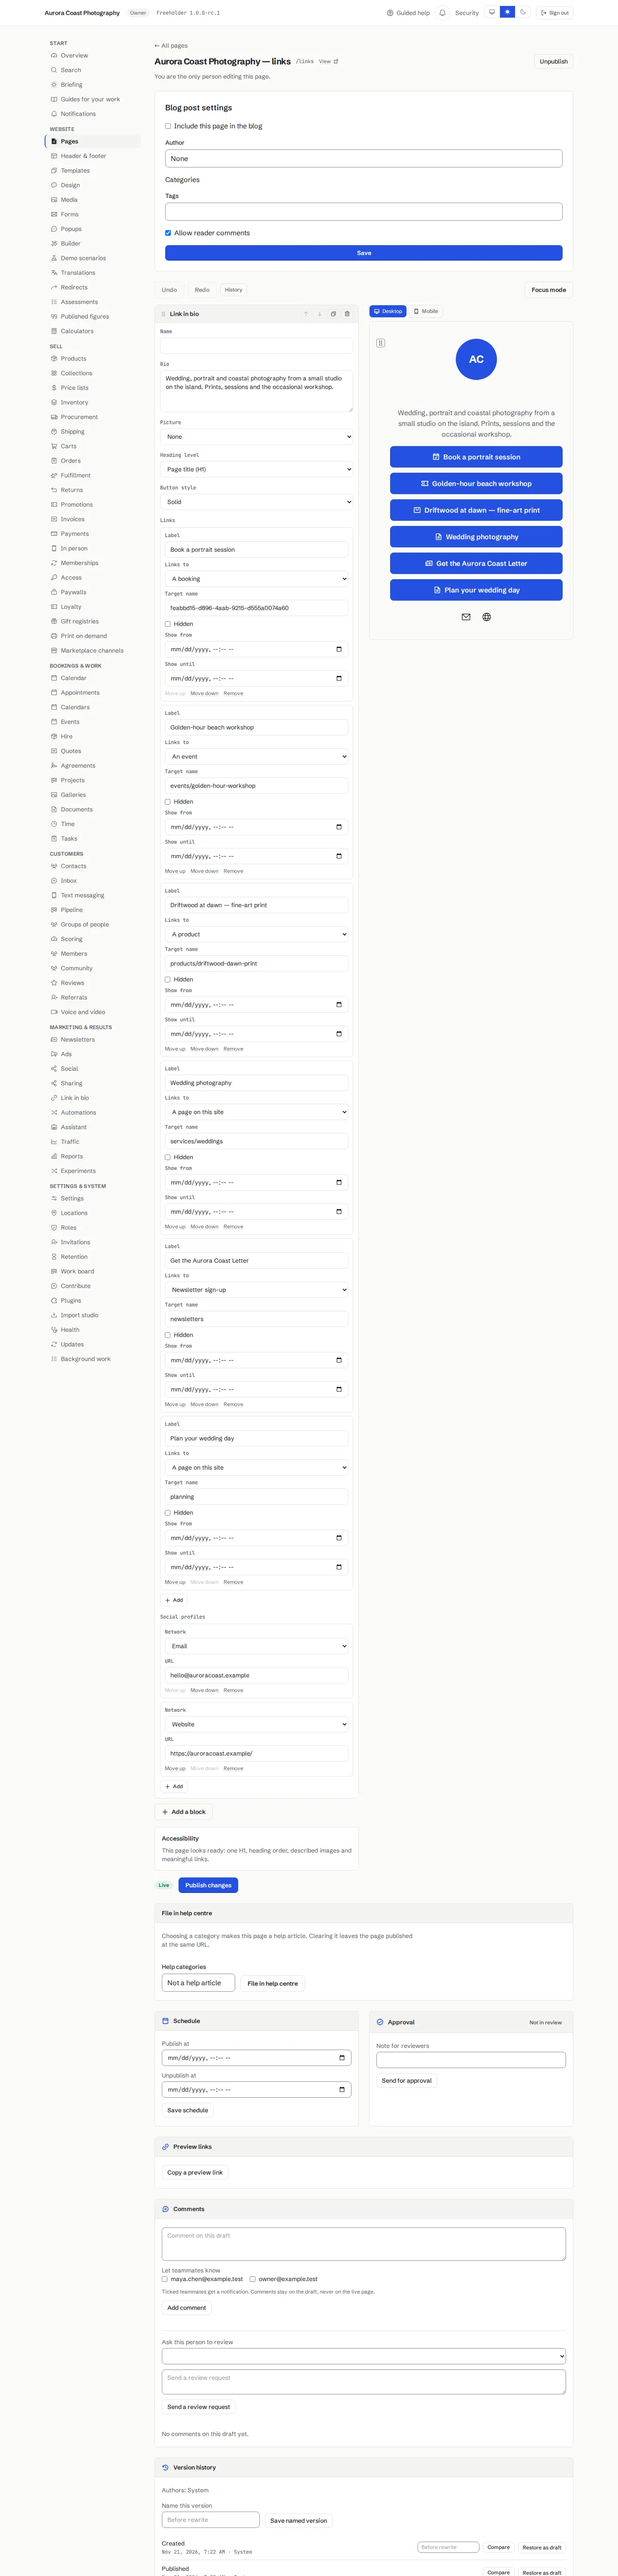 Aurora Coast Photography
Owner
Freeholder 1.0.0-rc.1
Guided help
Security
Sign out
START
Overview
Search
Briefing
Guides for your work
Notifications
WEBSITE
Pages
Header & footer
Templates
Design
Media
Forms
Popups
Builder
Demo scenarios
Translations
Redirects
Assessments
Published figures
Calculators
SELL
Products
Collections
Price lists
Inventory
Procurement
Shipping
Carts
Orders
Fulfillment
Returns
Promotions
Invoices
Payments
In person
Memberships
Access
Paywalls
Loyalty
Gift registries
Print on demand
Marketplace channels
BOOKINGS & WORK
Calendar
Appointments
Calendars
Events
Hire
Quotes
Agreements
Projects
Galleries
Documents
Time
Tasks
CUSTOMERS
Contacts
Inbox
Text messaging
Pipeline
Groups of people
Scoring
Members
Community
Reviews
Referrals
Voice and video
MARKETING & RESULTS
Newsletters
Ads
Social
Sharing
Link in bio
Automations
Assistant
Traffic
Reports
Experiments
SETTINGS & SYSTEM
Settings
Locations
Roles
Invitations
Retention
Work board
Contribute
Plugins
Import studio
Health
Updates
Background work
← All pages
Aurora Coast Photography — links
/links
View
Unpublish
You are the only person editing this page.
Blog post settings
Include this page in the blog
Author
None
Categories
Tags
Allow reader comments
Save
Undo
Redo
History
Focus mode
Link in bio
Name
Bio
Wedding, portrait and coastal photography from a small studio
on the island. Prints, sessions and the occasional workshop.
Picture
None
Heading level
Page title (H1)
Button style
Solid
Links
Label
Book a portrait session
Links to
A booking
Target name
feabbd15-d896-4aab-9215-d555a0074a60
Hidden
Show from
mm/dd/yyyy, --:-- --
Show until
mm/dd/yyyy, --:-- --
Move up Move down Remove
Label
Golden-hour beach workshop
Links to
An event
Target name
events/golden-hour-workshop
Hidden
Show from
mm/dd/yyyy, --:-- --
Show until
mm/dd/yyyy, --:-- --
Move up Move down Remove
Label
Driftwood at dawn — fine-art print
Links to
A product
Target name
products/driftwood-dawn-print
Hidden
Show from
mm/dd/yyyy, --:-- --
Show until
mm/dd/yyyy, --:-- --
Move up Move down Remove
Label
Wedding photography
Links to
A page on this site
Target name
services/weddings
Hidden
Show from
mm/dd/yyyy, --:-- --
Show until
mm/dd/yyyy, --:-- --
Move up Move down Remove
Label
Get the Aurora Coast Letter
Links to
Newsletter sign-up
Target name
newsletters
Hidden
Show from
mm/dd/yyyy, --:-- --
Show until
mm/dd/yyyy, --:-- --
Move up Move down Remove
Label
Plan your wedding day
Links to
A page on this site
Target name
planning
Hidden
Show from
mm/dd/yyyy, --:-- --
Show until
mm/dd/yyyy, --:-- --
Move up Move down Remove
Add
Social profiles
Network
Email
URL
hello@auroracoast.example
Move up Move down Remove
Network
Website
URL
https://auroracoast.example/
Move up Move down Remove
Add
Add a block
Desktop
Mobile
AC
Wedding, portrait and coastal photography from a
small studio on the island. Prints, sessions and the
occasional workshop.
Book a portrait session
Golden-hour beach workshop
Driftwood at dawn — fine-art print
Wedding photography
Get the Aurora Coast Letter
Plan your wedding day
Accessibility
This page looks ready: one H1, heading order, described images and
meaningful links.
Live
Publish changes
File in help centre
Choosing a category makes this page a help article. Clearing it leaves the page published
at the same URL.
Help categories
Not a help article
File in help centre
Schedule
Publish at
mm/dd/yyyy, --:-- --
Unpublish at
mm/dd/yyyy, --:-- --
Save schedule
Approval
Not in review
Note for reviewers
Send for approval
Preview links
Copy a preview link
Comments
Comment on this draft
Let teammates know
maya.chen@example.test
owner@example.test
Ticked teammates get a notification. Comments stay on the draft, never on the live page.
Add comment
Ask this person to review
Send a review request
Send a review request
No comments on this draft yet.
Version history
Authors: System
Name this version
Before rewrite
Save named version
Created
Nov 21, 2026, 7:22 AM · System
Before rewrite
Compare
Restore as draft
Published
Compare
Restore as draft